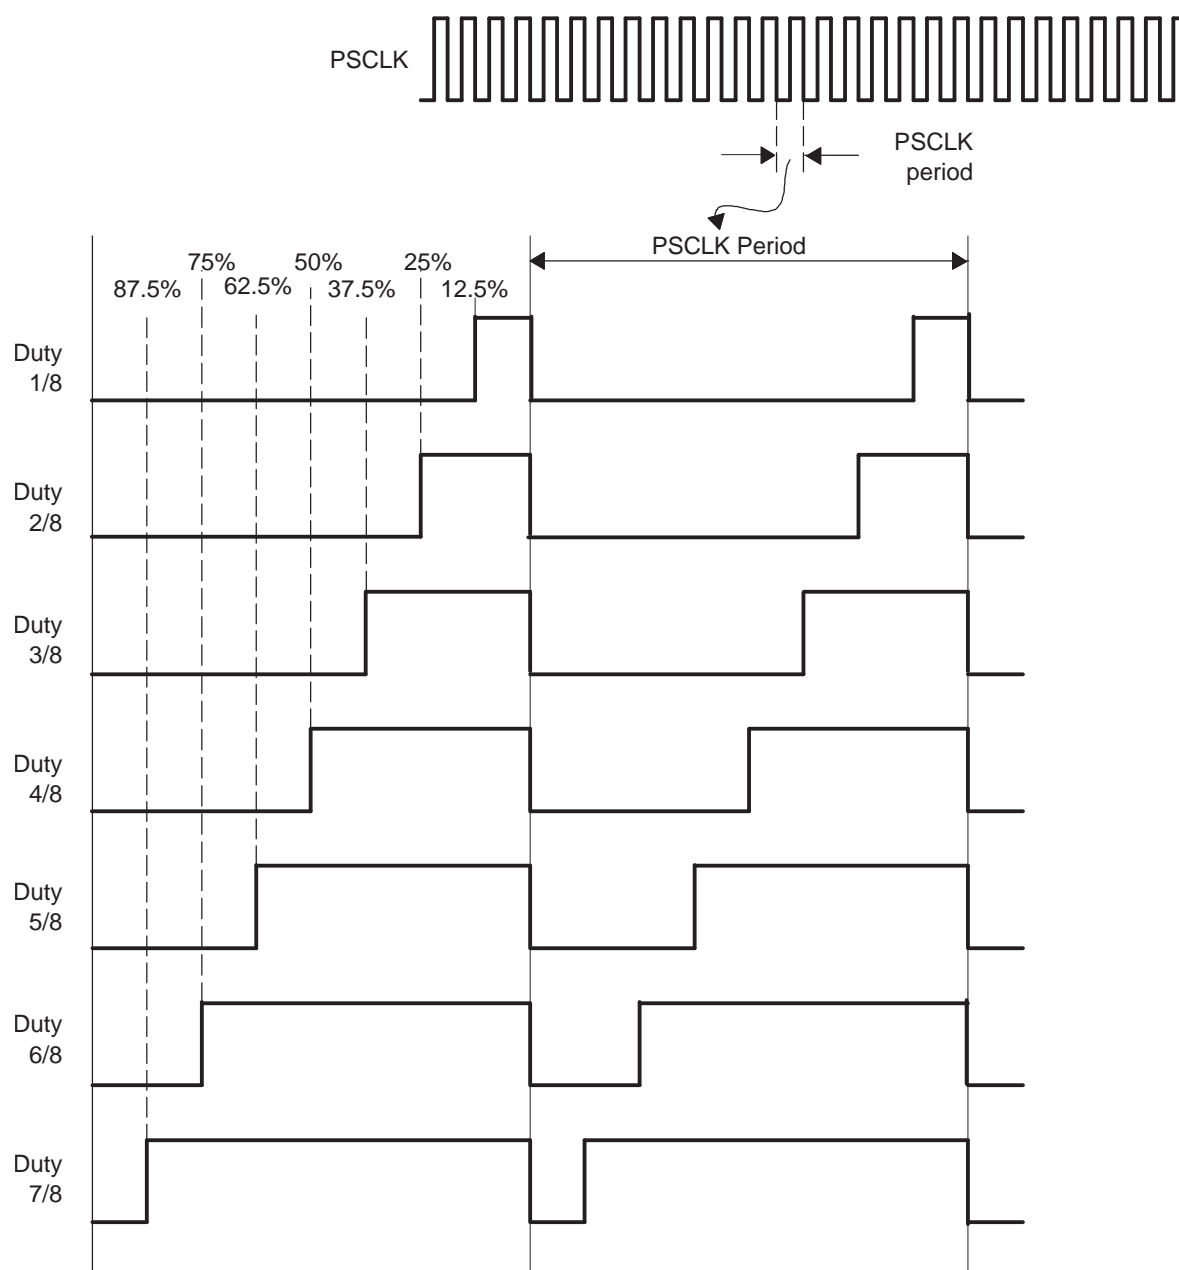 PSCLK
PSCLK
period
PSCLK Period
75% 50% 25%
87.5% 62.5% 37.5% 12.5%
Duty
1/8
Duty
2/8
Duty
3/8
Duty
4/8
Duty
5/8
Duty
6/8
Duty
7/8